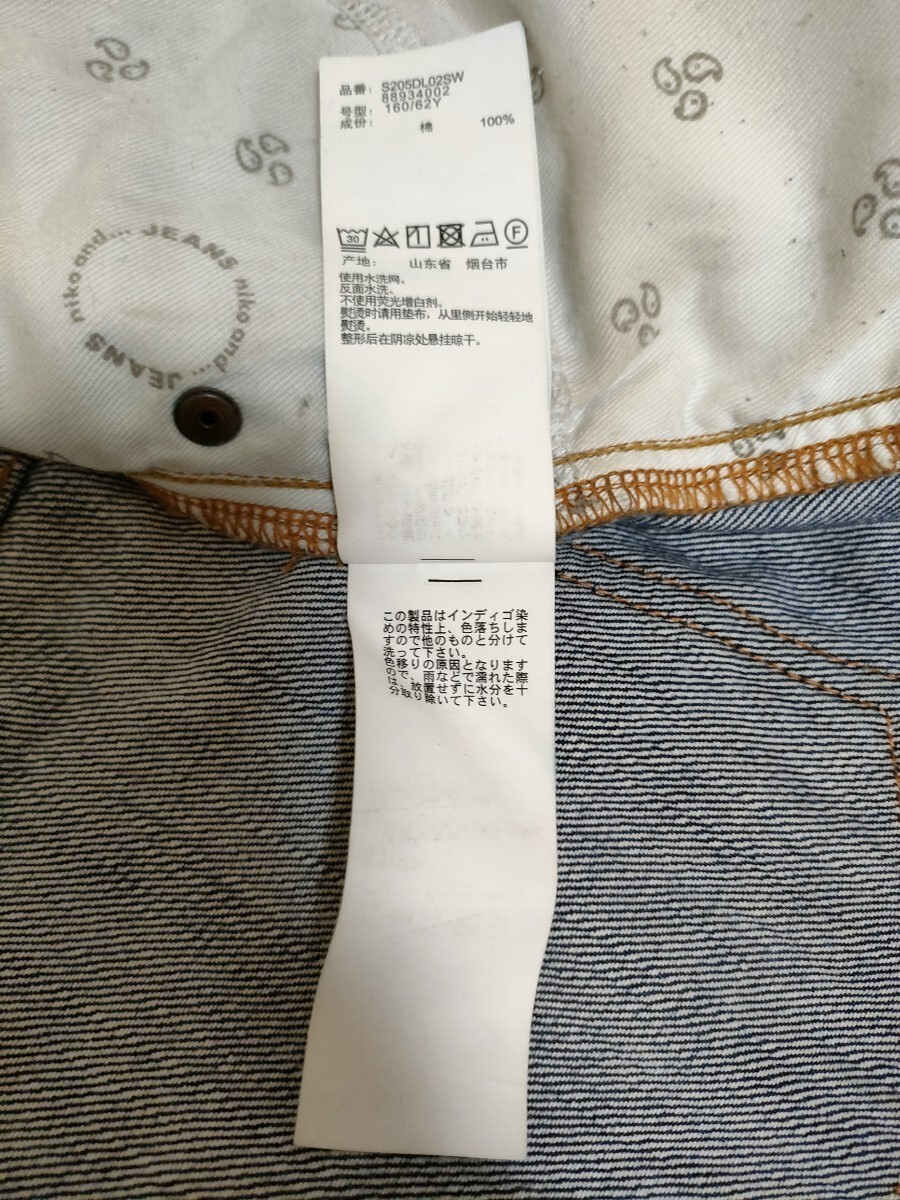 品番： S205DL02SW
88934002
号型： 160/62Y
成份：
棉 100%
30
F
产地： 山东省 烟台市
使用水洗网。
反面水洗。
不使用荧光增白剂。
熨烫时请用垫布，从里侧开始轻轻地
熨烫。
整形后在阴凉处悬挂晾干。
この製品はインディゴ染
めの特性上、色落ちしま
すので他のものと分けて
洗って下さい。
色移りの原因となります
ので、雨などで濡れた際
は、放置せずに水分を十
分取り除いて下さい。
niko and... JEANS niko and... JEANS